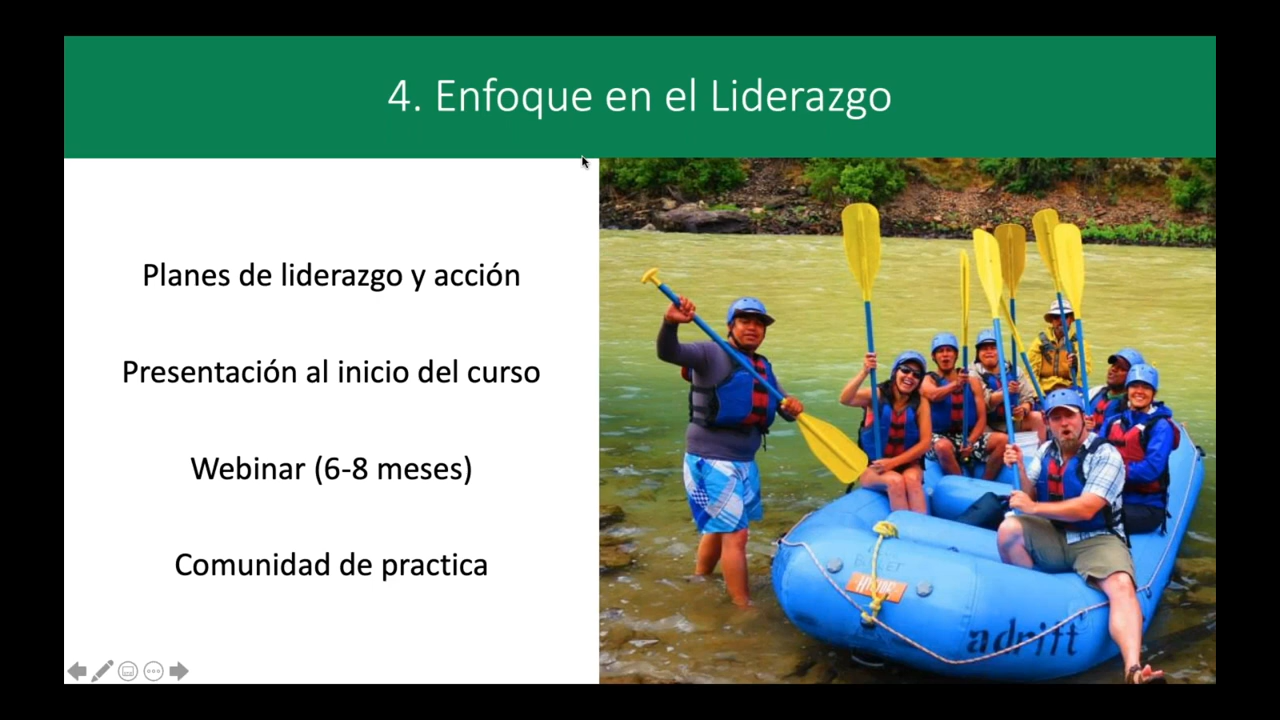 4. Enfoque en el Liderazgo
Planes de liderazgo y acción
Presentación al inicio del curso
Webinar (6-8 meses)
Comunidad de practica
adrift